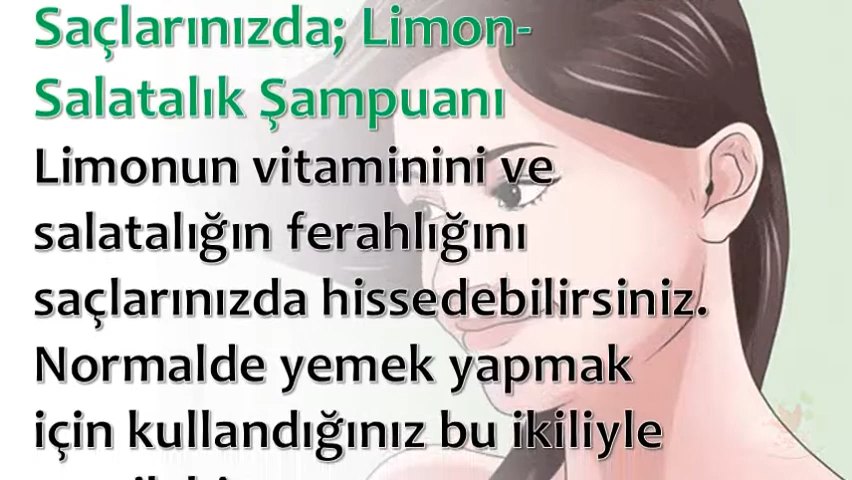 Saçlarınızda; Limon-
Salatalık Şampuanı
Limonun vitaminini ve
salatalığın ferahlığını
saçlarınızda hissedebilirsiniz.
Normalde yemek yapmak
için kullandığınız bu ikiliyle